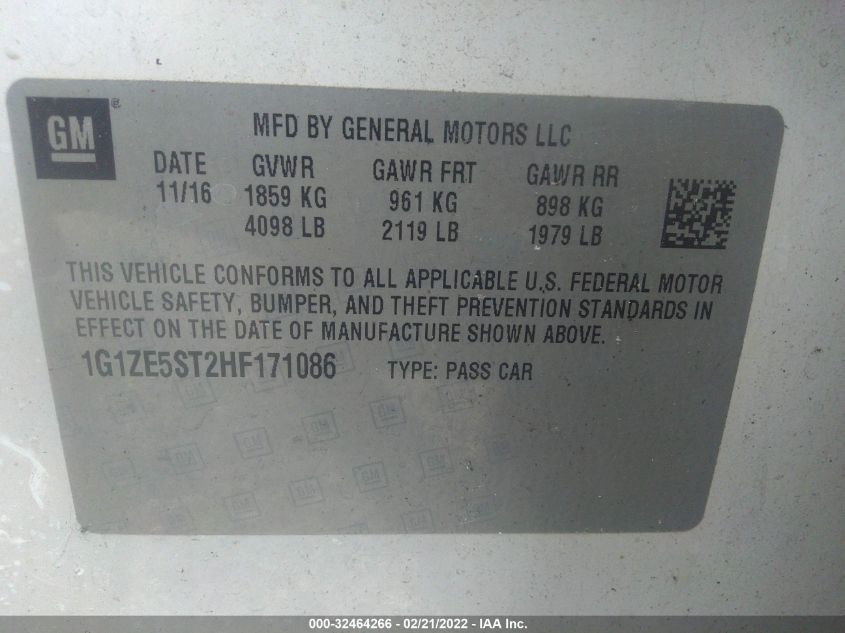 GM ®
MFD BY GENERAL MOTORS LLC
DATE GVWR GAWR FRT GAWR RR
11/16 1859 KG 961 KG 898 KG
4098 LB 2119 LB 1979 LB
THIS VEHICLE CONFORMS TO ALL APPLICABLE U.S. FEDERAL MOTOR
VEHICLE SAFETY, BUMPER, AND THEFT PREVENTION STANDARDS IN
EFFECT ON THE DATE OF MANUFACTURE SHOWN ABOVE.
1G1ZE5ST2HF171086 TYPE: PASS CAR
000-32464266 - 02/21/2022 - IAA Inc.